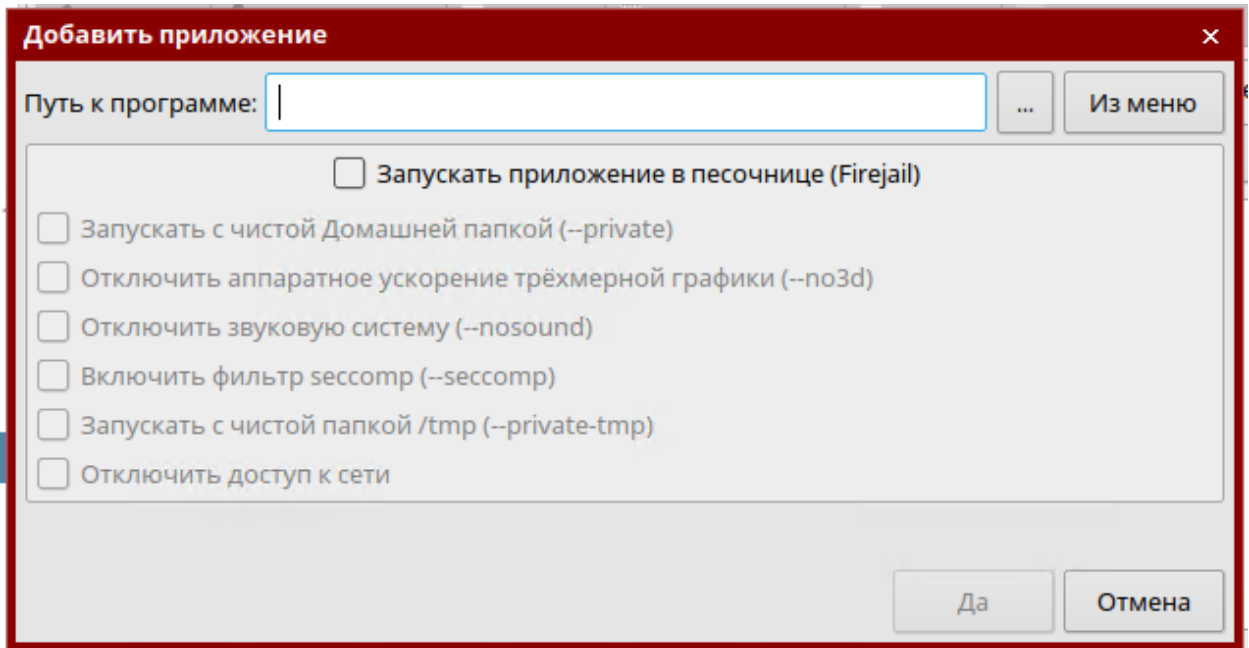 Добавить приложение
Путь к программе: ... Из меню
Запускать приложение в песочнице (Firejail)
Запускать с чистой Домашней папкой (--private)
Отключить аппаратное ускорение трёхмерной графики (--no3d)
Отключить звуковую систему (--nosound)
Включить фильтр seccomp (--seccomp)
Запускать с чистой папкой /tmp (--private-tmp)
Отключить доступ к сети
Да Отмена